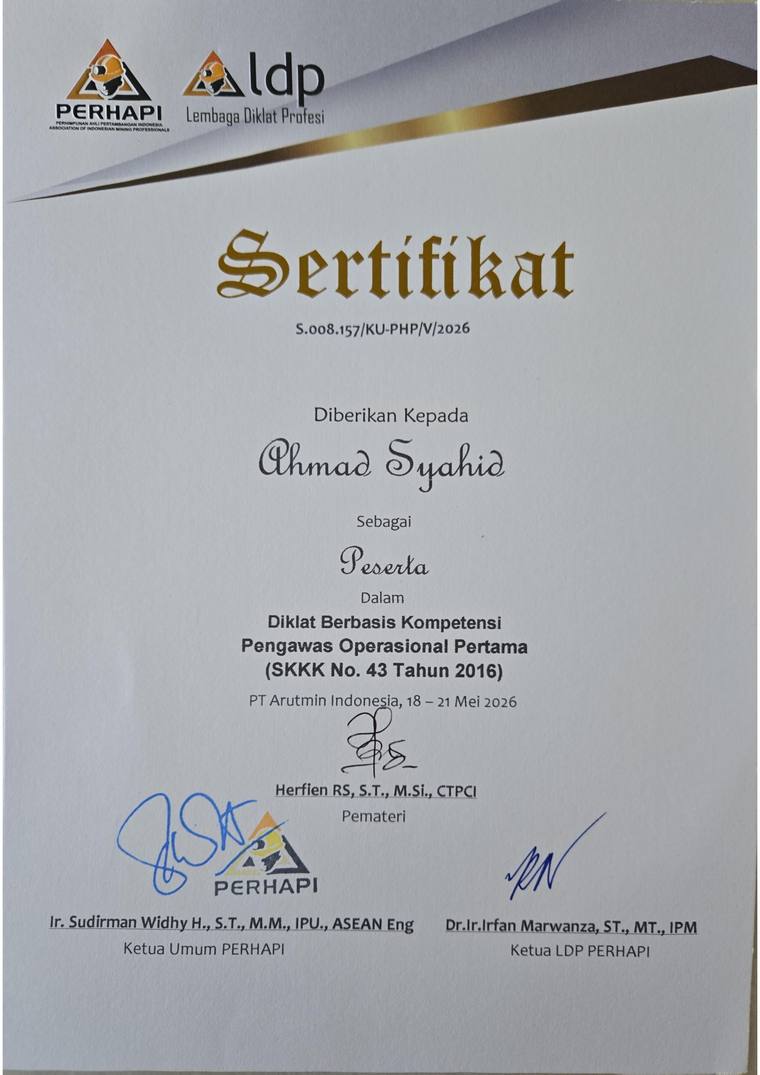 PERHAPI
PERHIMPUNAN AHLI PERTAMBANGAN INDONESIA
ASSOCIATION OF INDONESIAN MINING PROFESSIONALS
ldp
Lembaga Diklat Profesi
Sertifikat
S.008.157/KU-PHP/V/2026
Diberikan Kepada
Ahmad Syahid
Sebagai
Peserta
Dalam
Diklat Berbasis Kompetensi
Pengawas Operasional Pertama
(SKKK No. 43 Tahun 2016)
PT Arutmin Indonesia, 18 – 21 Mei 2026
Herfien RS, S.T., M.Si., CTPCI
Pemateri
PERHAPI
Ir. Sudirman Widhy H., S.T., M.M., IPU., ASEAN Eng
Ketua Umum PERHAPI
Dr.Ir.Irfan Marwanza, ST., MT., IPM
Ketua LDP PERHAPI